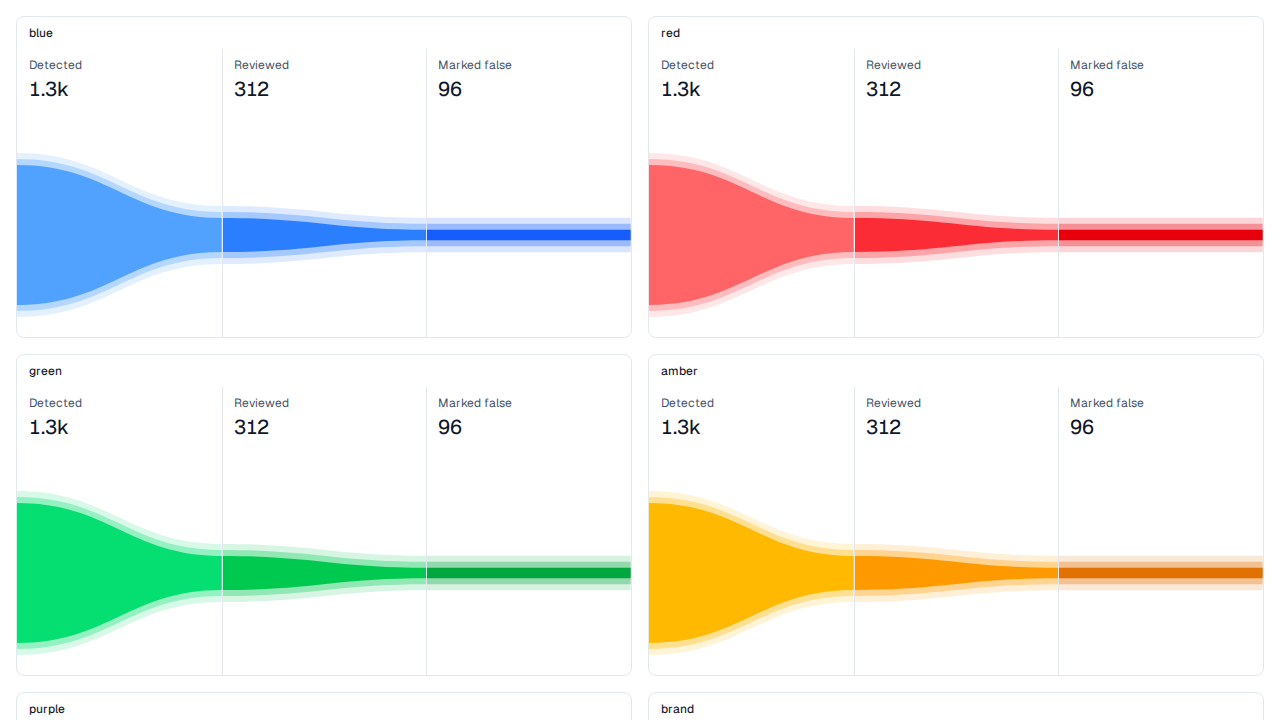 blue
Detected Reviewed Marked false
1.3k 312 96
red
Detected Reviewed Marked false
1.3k 312 96
green
Detected Reviewed Marked false
1.3k 312 96
amber
Detected Reviewed Marked false
1.3k 312 96
purple
brand